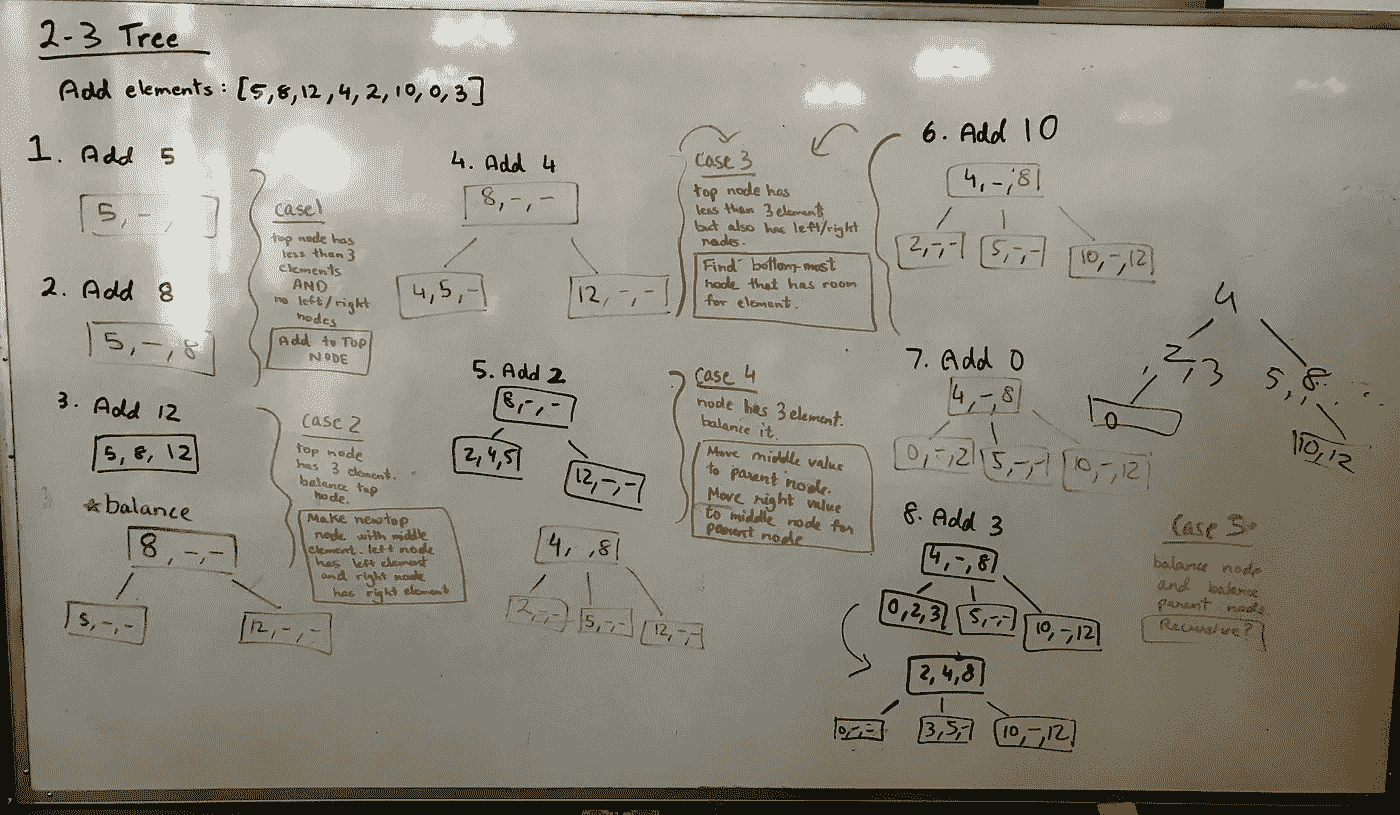 2-3 Tree
Add elements: [5,8,12,4,2,10,0,3]
1. Add 5
5, -
2. Add 8
5, -, 8
3. Add 12
5, 8, 12
*balance
8, -, -
5, -, -
12, -, -
Case 1
top node has
less than 3
elements
AND
no left/right
nodes
Add to Top
NODE
Case 2
top node
has 3 element.
balance top
node.
Make new top
node with middle
element. left node
has left element
and right node
has right element
4. Add 4
8, -, -
4, 5, -
12, -, -
5. Add 2
8, -, -
2, 4, 5
12, -, -
4, , 8
2, -, -
5, -, -
12, -, -
Case 3
top node has
less than 3 element
but also has left/right
nodes.
Find bottom-most
node that has room
for element.
Case 4
node has 3 element.
balance it.
Move middle value
to parent node.
Move right value
to middle node for
parent node
6. Add 10
4, -, 8
2, -, -
5, -, -
10, -, 12
7. Add 0
4, -, 8
0, -, 2
5, -, -
10, -, 12
8. Add 3
4, -, 8
0, 2, 3
5, -, -
10, -, 12
2, 4, 8
0, -, -
3, 5, -
10, -, 12
4
2, 3
5, 8
0
10, 12
Case 5
balance node
and balance
parent node
Recursive?